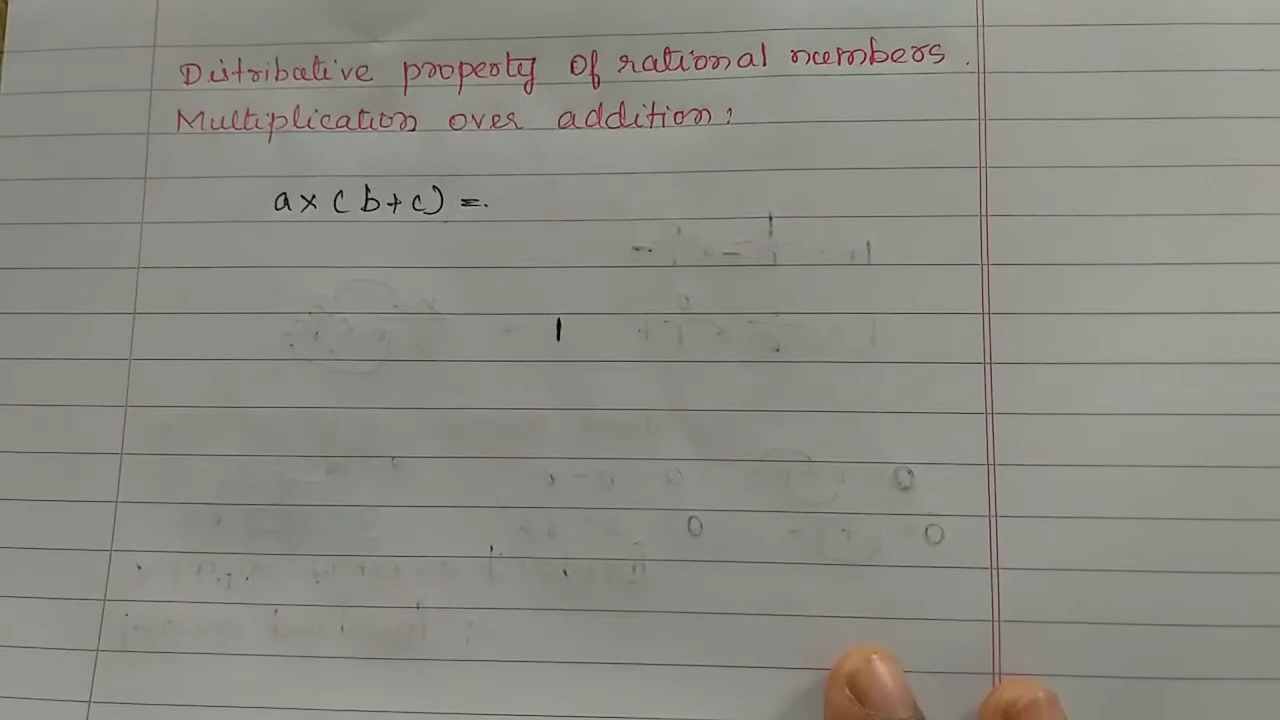 Distributive property of rational numbers.
Multiplication over addition:
a × (b + c) =